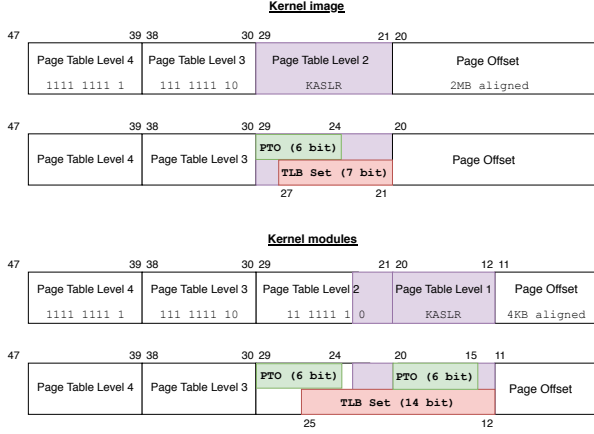 Kernel image
47 39 38 30 29 21 20
Page Table Level 4 Page Table Level 3 Page Table Level 2 Page Offset
1111 1111 1 111 1111 10 KASLR 2MB aligned
47 39 38 30 29 24 20
PTO (6 bit)
Page Table Level 4 Page Table Level 3 Page Offset
TLB Set (7 bit)
27 21
Kernel modules
47 39 38 30 29 21 20 12 11
Page Table Level 4 Page Table Level 3 Page Table Level 2 Page Table Level 1 Page Offset
1111 1111 1 111 1111 10 11 1111 1 0 KASLR 4KB aligned
47 39 38 30 29 24 20 15 11
PTO (6 bit) PTO (6 bit)
Page Table Level 4 Page Table Level 3 Page Offset
TLB Set (14 bit)
25 12